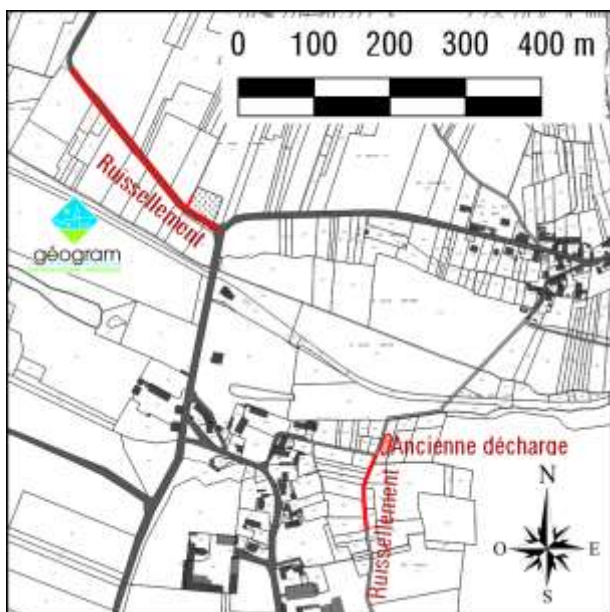 0 100 200 300 400 m
Ruissellement
géogram
Ancienne décharge
Ruissellement
N
O E
S